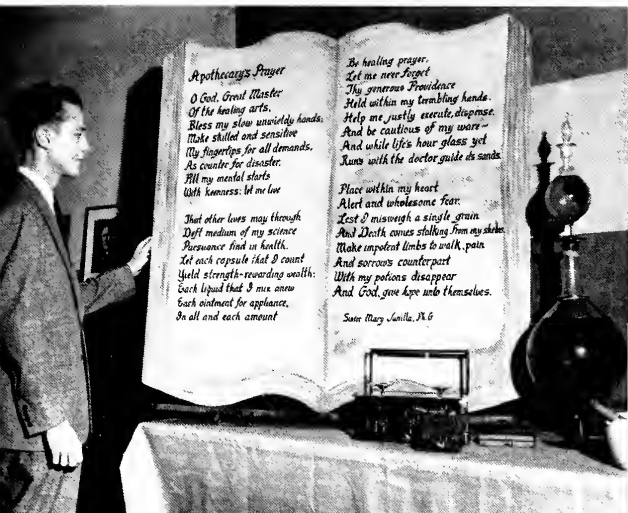 Apothecary's Prayer
O God, Great Master
Of the healing arts,
Bless my slow unwieldy hands;
Make skilled and sensitive
My fingertips for all demands,
As counter for disaster.
Fill my mental starts
With keenness: let me live
That other lives may through
Deft medium of my science
Pursuance find in health.
Let each capsule that I count
Yield strength-rewarding wealth:
Each liquid that I mix anew
Each ointment for appliance,
In all and each amount
Be healing prayer.
Let me never forget
Thy generous Providence
Held within my trembling hands.
Help me justly execute, dispense,
And be cautious of my ware—
And while life's hour glass yet
Runs with the doctor guide its sands.
Place within my heart
Alert and wholesome fear,
Lest I misweigh a single grain
And Death comes stalking from my shelves.
Make impotent limbs to walk, pain
And sorrow's counterpart
With my potions disappear
And God, give hope unto themselves.
Sister Mary Ph. G